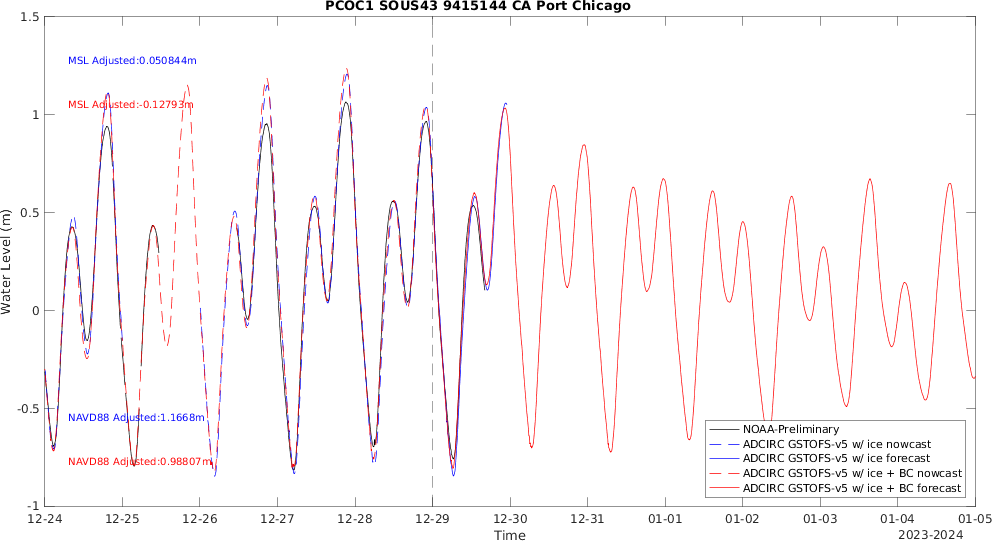 PCOC1 SOUS43 9415144 CA Port Chicago
1.5
MSL Adjusted:0.050844m
MSL Adjusted:-0.12793m
1
0.5
Water Level (m)
0
-0.5
NAVD88 Adjusted:1.1668m
NAVD88 Adjusted:0.98807m
-1
NOAA-Preliminary
ADCIRC GSTOFS-v5 w/ ice nowcast
ADCIRC GSTOFS-v5 w/ ice forecast
ADCIRC GSTOFS-v5 w/ ice + BC nowcast
ADCIRC GSTOFS-v5 w/ ice + BC forecast
12-24 12-25 12-26 12-27 12-28 12-29 12-30 01-01 01-01 01-02 01-03 01-04 01-05
Time
2023-2024